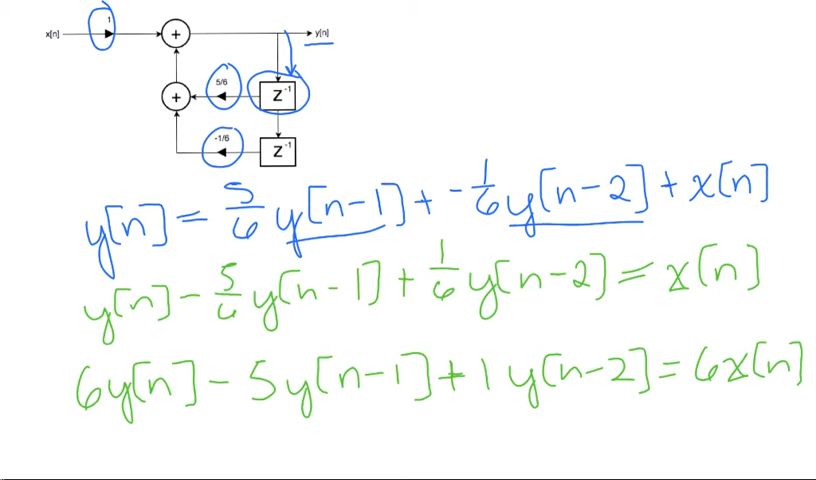 1
x[n] + y[n]
5/6
+ Z⁻¹
-1/6
Z⁻¹
y[n] = 5/6 y[n-1] + -1/6 y[n-2] + x[n]
y[n] - 5/6 y[n-1] + 1/6 y[n-2] = x[n]
6y[n] - 5y[n-1] + 1y[n-2] = 6x[n]